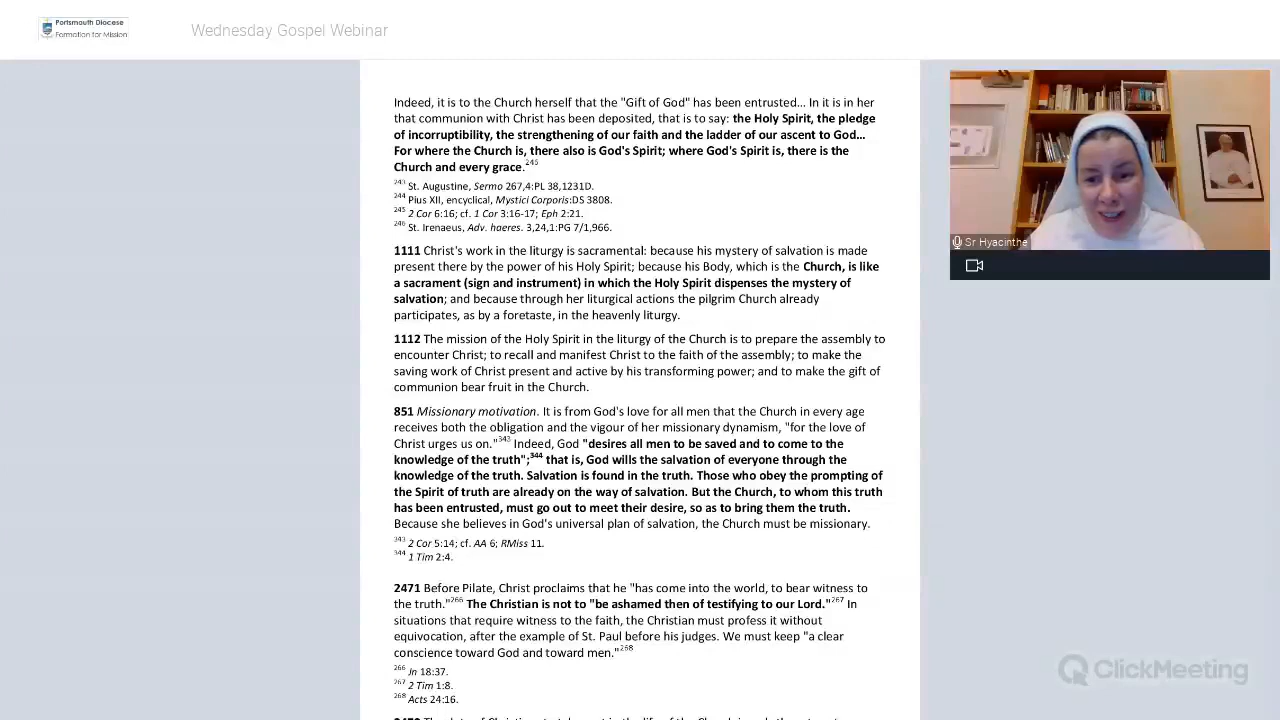 Portsmouth Diocese
Formation for Mission
Wednesday Gospel Webinar
Indeed, it is to the Church herself that the "Gift of God" has been entrusted... In it is in her
that communion with Christ has been deposited, that is to say: the Holy Spirit, the pledge
of incorruptibility, the strengthening of our faith and the ladder of our ascent to God...
For where the Church is, there also is God's Spirit; where God's Spirit is, there is the
Church and every grace.245
243 St. Augustine, Sermo 267,4:PL 38,1231D.
244 Pius XII, encyclical, Mystici Corporis:DS 3808.
245 2 Cor 6:16; cf. 1 Cor 3:16-17; Eph 2:21.
246 St. Irenaeus, Adv. haeres. 3,24,1:PG 7/1,966.
1111 Christ's work in the liturgy is sacramental: because his mystery of salvation is made
present there by the power of his Holy Spirit; because his Body, which is the Church, is like
a sacrament (sign and instrument) in which the Holy Spirit dispenses the mystery of
salvation; and because through her liturgical actions the pilgrim Church already
participates, as by a foretaste, in the heavenly liturgy.
1112 The mission of the Holy Spirit in the liturgy of the Church is to prepare the assembly to
encounter Christ; to recall and manifest Christ to the faith of the assembly; to make the
saving work of Christ present and active by his transforming power; and to make the gift of
communion bear fruit in the Church.
851 Missionary motivation. It is from God's love for all men that the Church in every age
receives both the obligation and the vigour of her missionary dynamism, "for the love of
Christ urges us on."343 Indeed, God "desires all men to be saved and to come to the
knowledge of the truth";344 that is, God wills the salvation of everyone through the
knowledge of the truth. Salvation is found in the truth. Those who obey the prompting of
the Spirit of truth are already on the way of salvation. But the Church, to whom this truth
has been entrusted, must go out to meet their desire, so as to bring them the truth.
Because she believes in God's universal plan of salvation, the Church must be missionary.
343 2 Cor 5:14; cf. AA 6; RMiss 11.
344 1 Tim 2:4.
2471 Before Pilate, Christ proclaims that he "has come into the world, to bear witness to
the truth."266 The Christian is not to "be ashamed then of testifying to our Lord."267 In
situations that require witness to the faith, the Christian must profess it without
equivocation, after the example of St. Paul before his judges. We must keep "a clear
conscience toward God and toward men."268
266 Jn 18:37.
267 2 Tim 1:8.
268 Acts 24:16.
Sr Hyacinthe
ClickMeeting